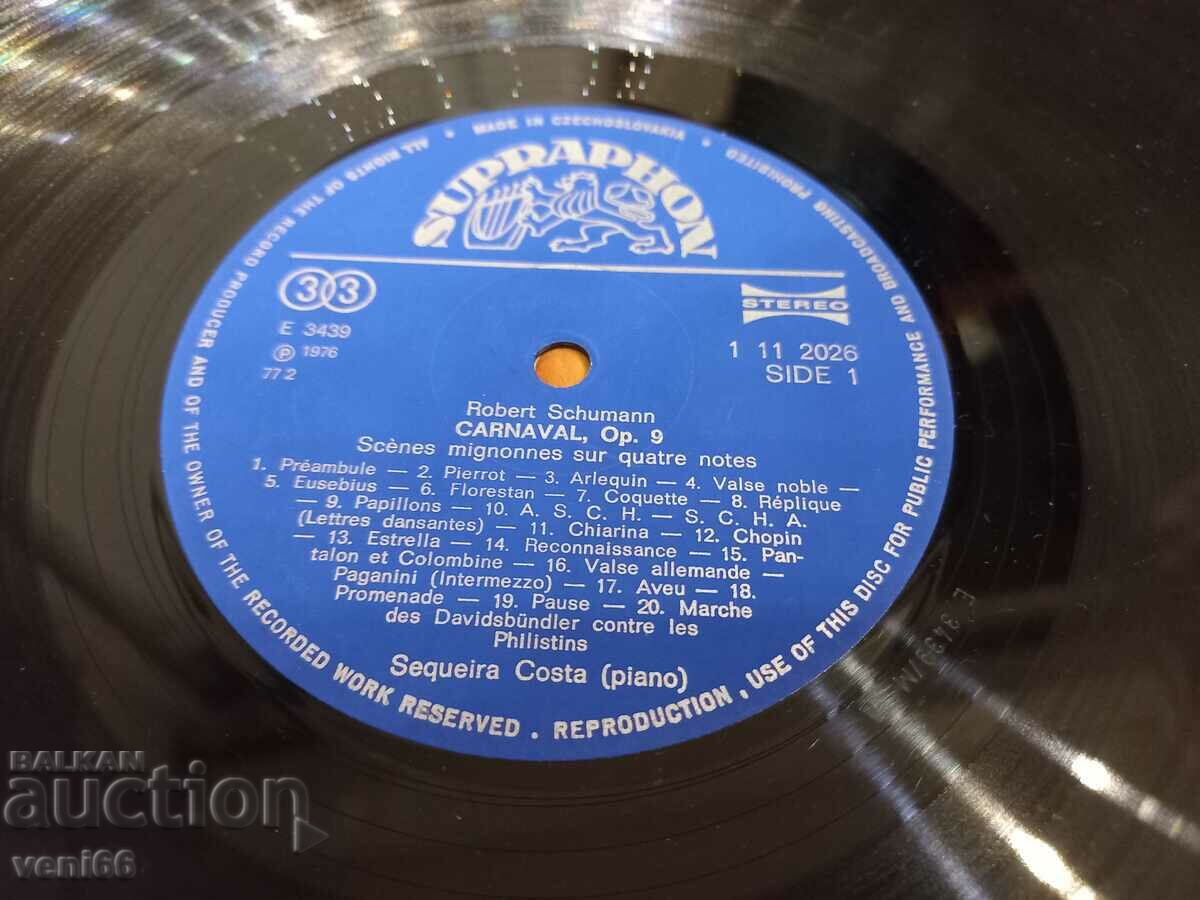 MADE IN CZECHOSLOVAKIA
SUPRAPHON
33
STEREO
E 3439
Ⓟ 1976
77 2
1 11 2026
SIDE 1
Robert Schumann
CARNAVAL, Op. 9
Scènes mignonnes sur quatre notes
1. Préambule — 2. Pierrot — 3. Arlequin — 4. Valse noble —
5. Eusebius — 6. Florestan — 7. Coquette — 8. Réplique
— 9. Papillons — 10. A. S. C. H. — S. C. H. A.
(Lettres dansantes) — 11. Chiarina — 12. Chopin
— 13. Estrella — 14. Reconnaissance — 15. Pan-
talon et Colombine — 16. Valse allemande —
Paganini (Intermezzo) — 17. Aveu — 18.
Promenade — 19. Pause — 20. Marche
des Davidsbündler contre les
Philistins
Sequeira Costa (piano)
ALL RIGHTS OF THE RECORD PRODUCER AND OF THE OWNER OF THE RECORDED WORK RESERVED . REPRODUCTION , USE OF THIS DISC FOR PUBLIC PERFORMANCE AND BROADCASTING PROHIBITED
E 3439/M
BALKAN
auction
veni66